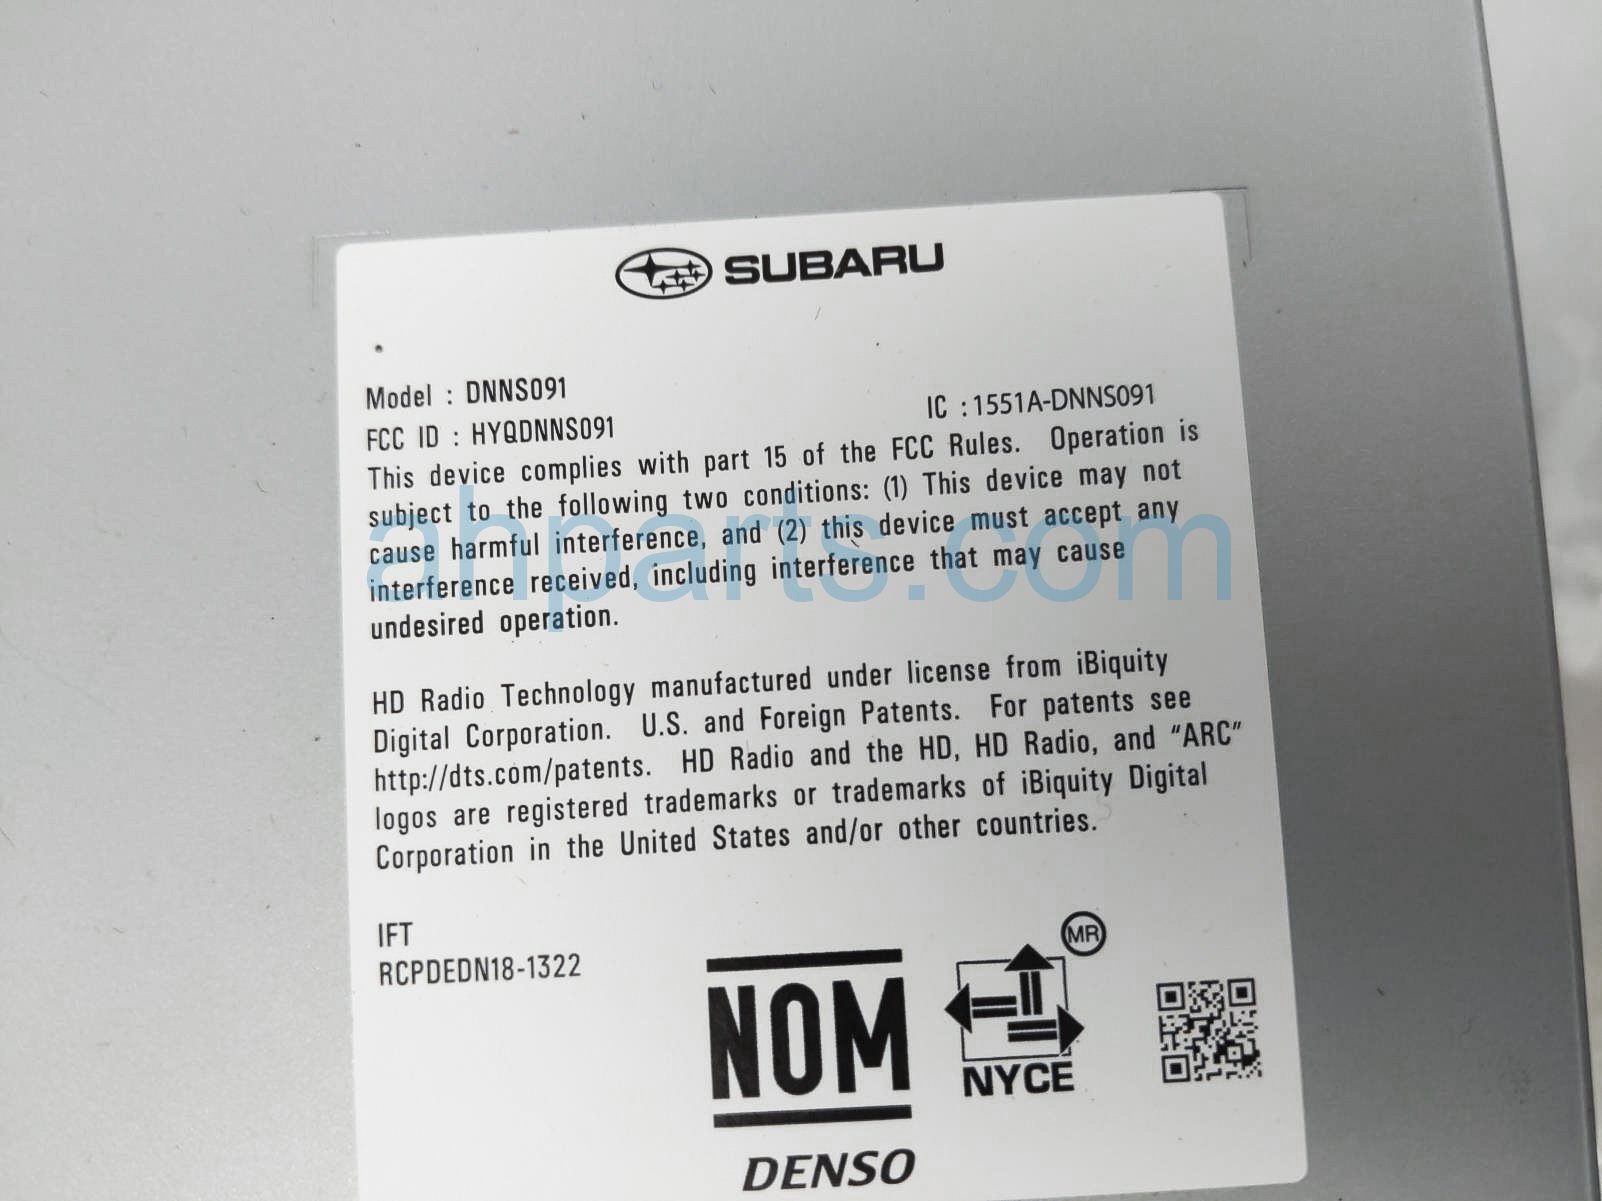 SUBARU
Model : DNNS091
FCC ID : HYQDNNS091 IC : 1551A-DNNS091
This device complies with part 15 of the FCC Rules. Operation is
subject to the following two conditions: (1) This device may not
cause harmful interference, and (2) this device must accept any
interference received, including interference that may cause
undesired operation.
ahparts.com
HD Radio Technology manufactured under license from iBiquity
Digital Corporation. U.S. and Foreign Patents. For patents see
http://dts.com/patents. HD Radio and the HD, HD Radio, and “ARC”
logos are registered trademarks or trademarks of iBiquity Digital
Corporation in the United States and/or other countries.
IFT
RCPDEDN18-1322
NOM
MR
NYCE
DENSO